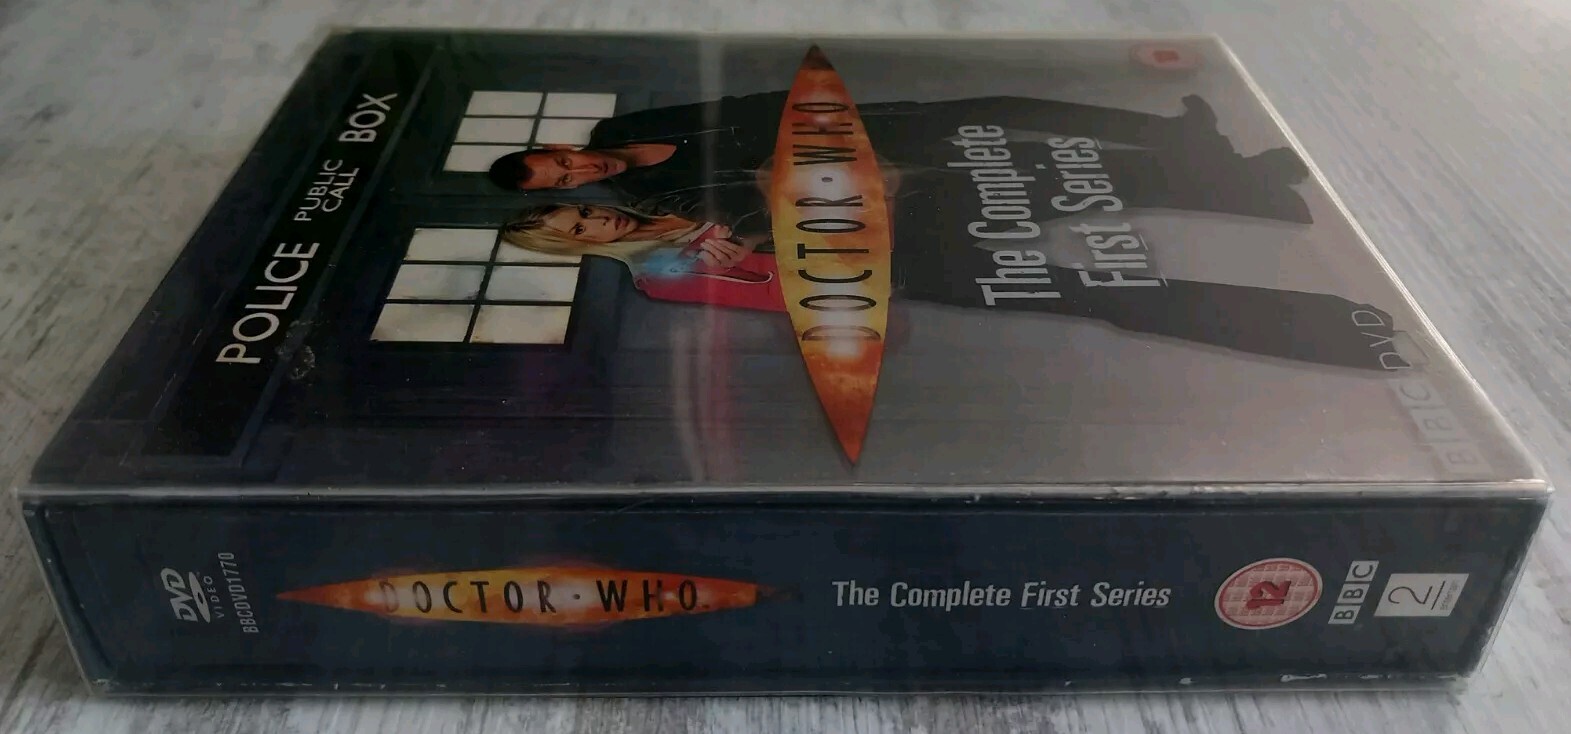 POLICE PUBLIC CALL BOX
DOCTOR·WHO
The Complete
First Series
BBC DVD
DVD
VIDEO
BBCDVD1770
DOCTOR·WHO
The Complete First Series
12
BBC
2